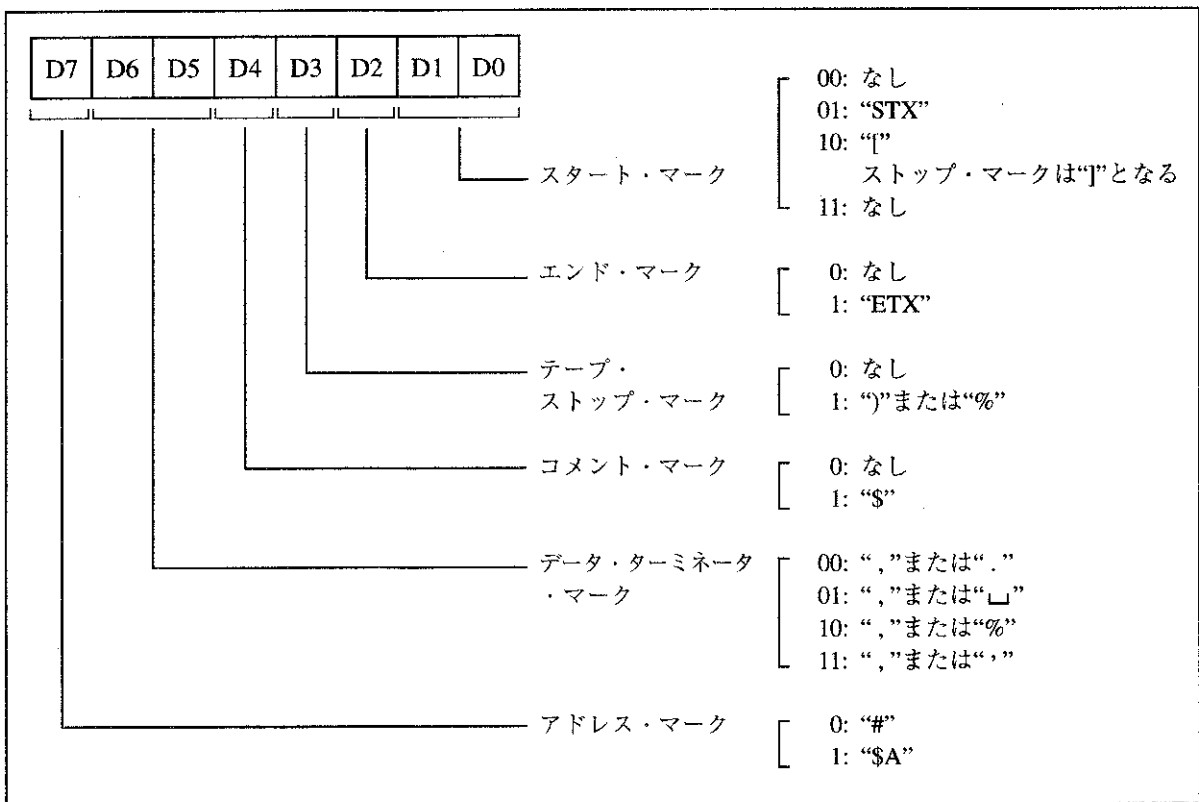 D7 D6 D5 D4 D3 D2 D1 D0
スタート・マーク
00: なし
01: “STX”
10: “[”
ストップ・マークは“]”となる
11: なし
エンド・マーク
0: なし
1: “ETX”
テープ・
ストップ・マーク
0: なし
1: “)”または“%”
コメント・マーク
0: なし
1: “$”
データ・ターミネータ
・マーク
00: “,”または“.”
01: “,”または“⌴”
10: “,”または“%”
11: “,”または“’”
アドレス・マーク
0: “#”
1: “$A”